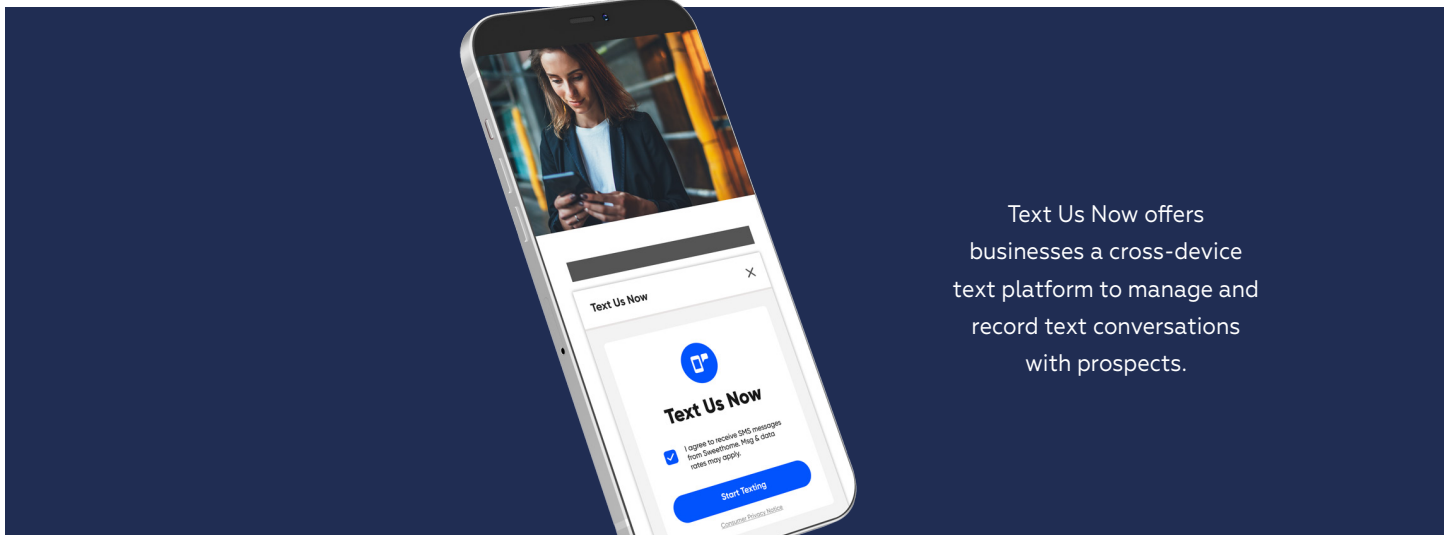 Text Us Now
Text Us Now
I agree to receive SMS messages
from Sweethome. Msg & data
rates may apply.
Start Texting
Consumer Privacy Notice
Text Us Now offers
businesses a cross-device
text platform to manage and
record text conversations
with prospects.